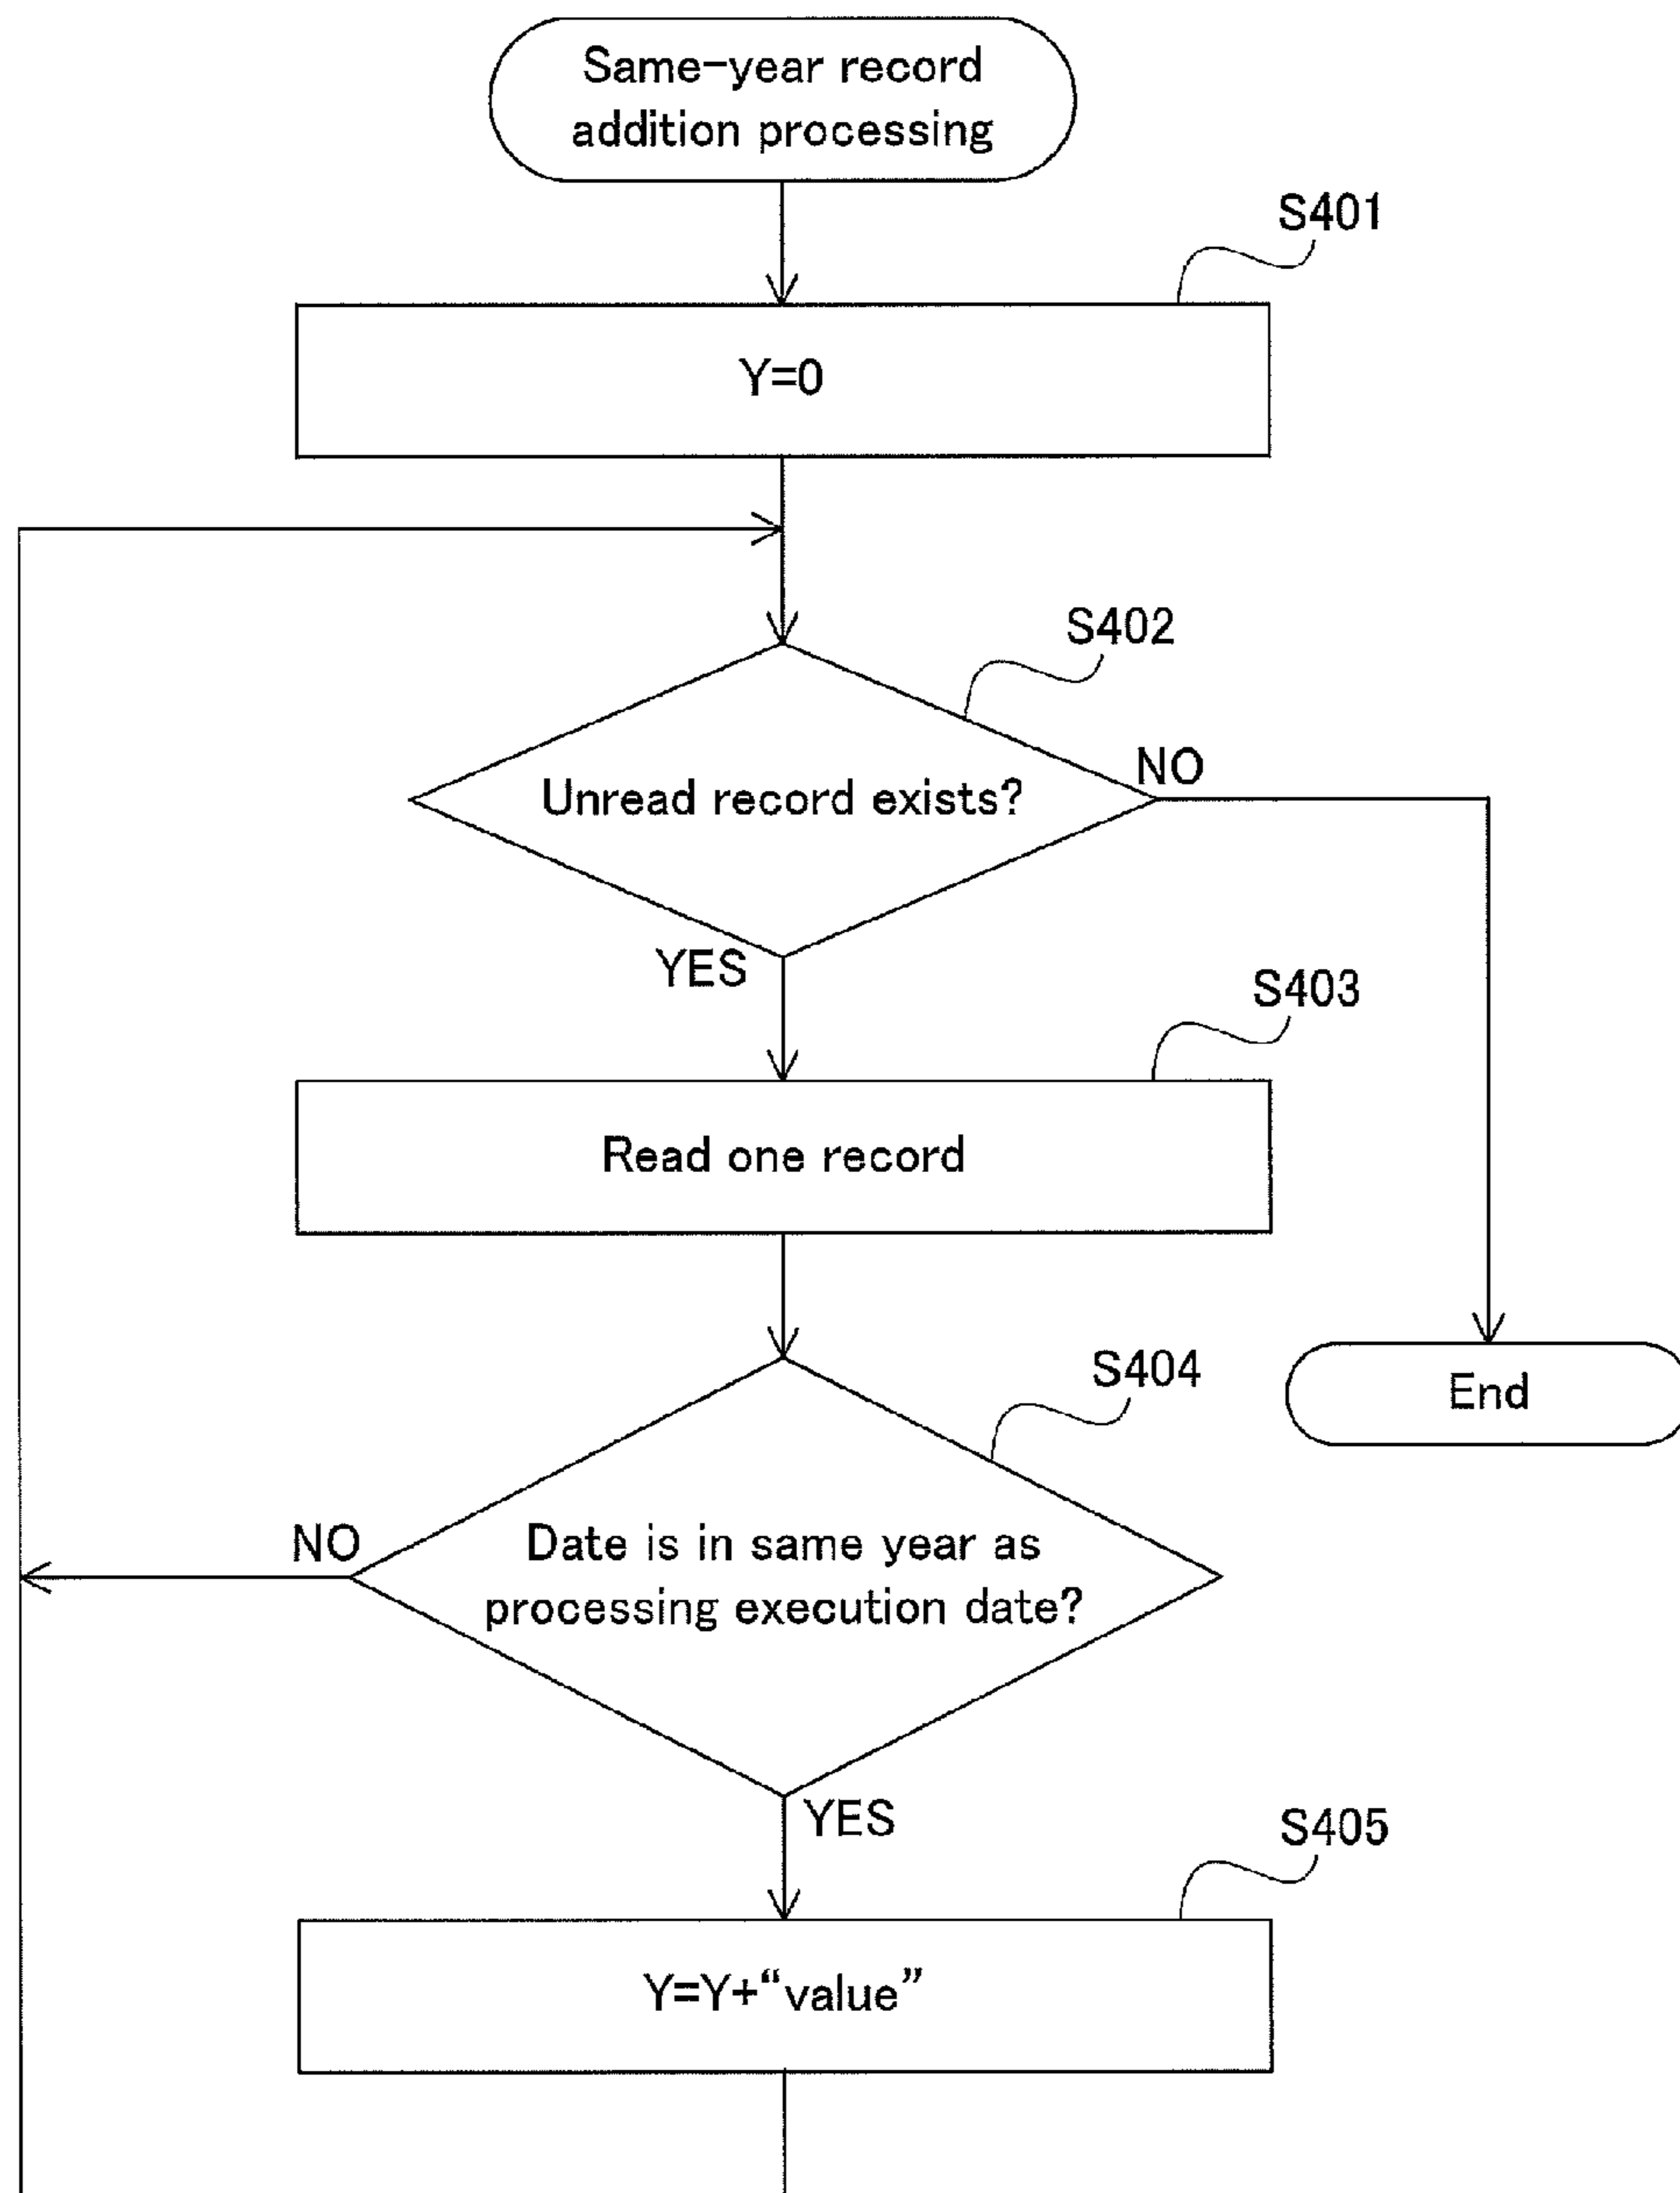 Same-year record
addition processing
S401
Y=0
S402
Unread record exists?
NO
YES
S403
Read one record
S404
End
NO
Date is in same year as
processing execution date?
YES
S405
Y=Y+“value”